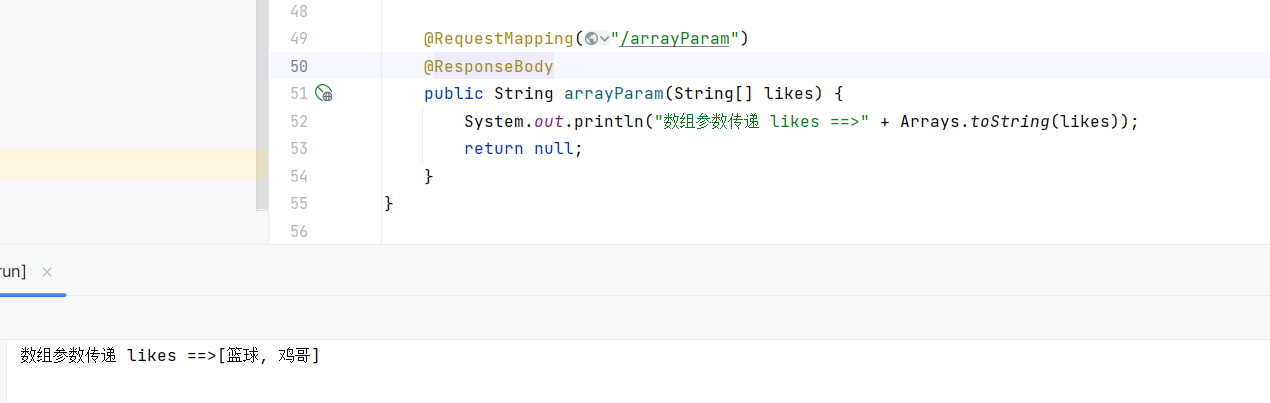 48
49 @RequestMapping("/arrayParam")
50 @ResponseBody
51 public String arrayParam(String[] likes) {
52 System.out.println("数组参数传递 likes ==>" + Arrays.toString(likes));
53 return null;
54 }
55 }
56
run] ×
数组参数传递 likes ==>[篮球, 鸡哥]